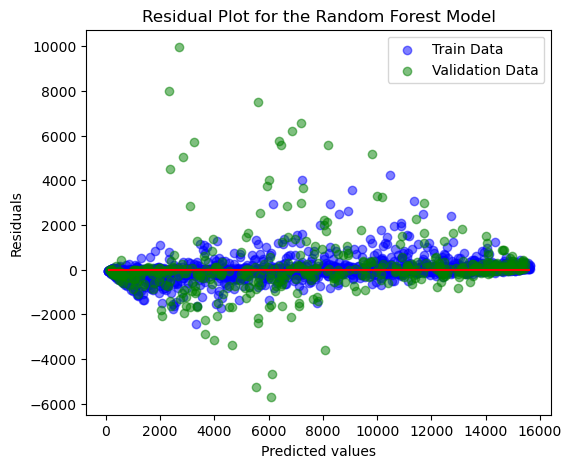 Residual Plot for the Random Forest Model
Train Data
Validation Data
10000
8000
6000
4000
2000
0
−2000
−4000
−6000
Residuals
0 2000 4000 6000 8000 10000 12000 14000 16000
Predicted values